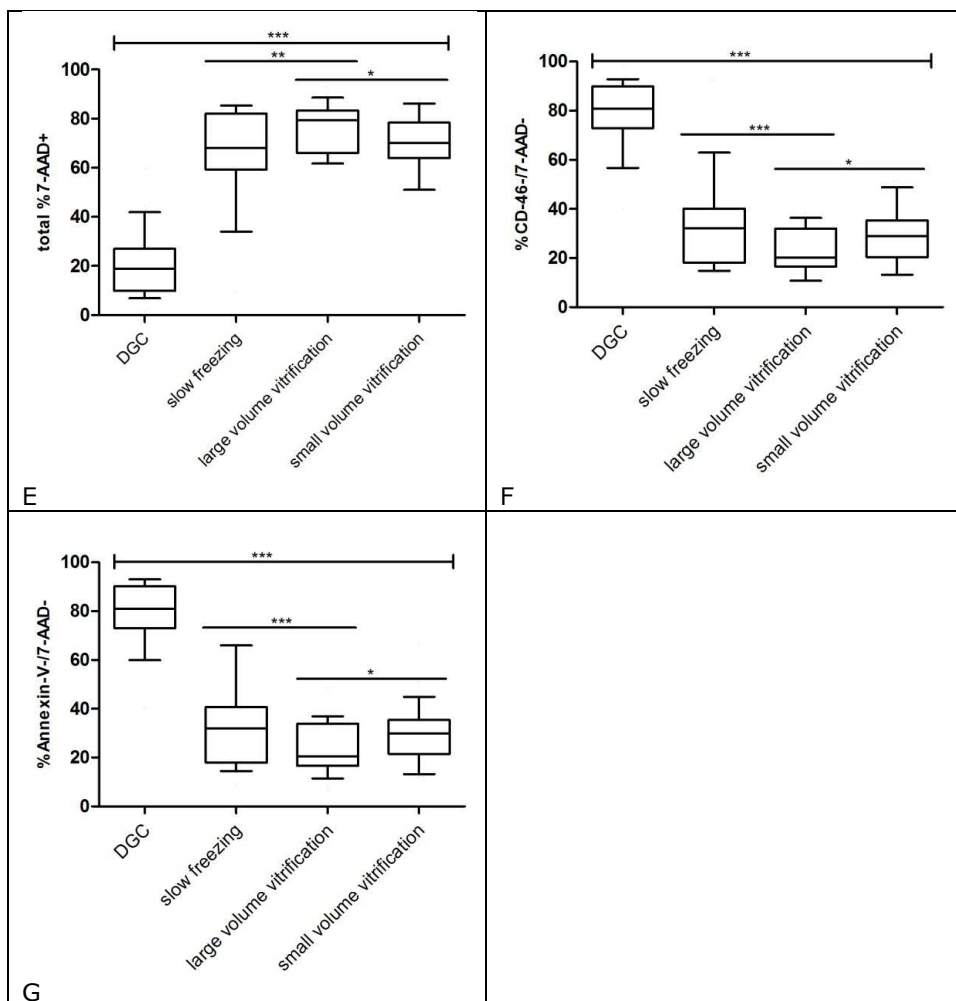 ***
**
*
total %7-AAD+
100
80
60
40
20
0
DGC
slow freezing
large volume vitrification
small volume vitrification
E
***
***
*
%CD-46-/7-AAD-
100
80
60
40
20
0
DGC
slow freezing
large volume vitrification
small volume vitrification
F
***
***
*
%Annexin-V-/7-AAD-
100
80
60
40
20
0
DGC
slow freezing
large volume vitrification
small volume vitrification
G